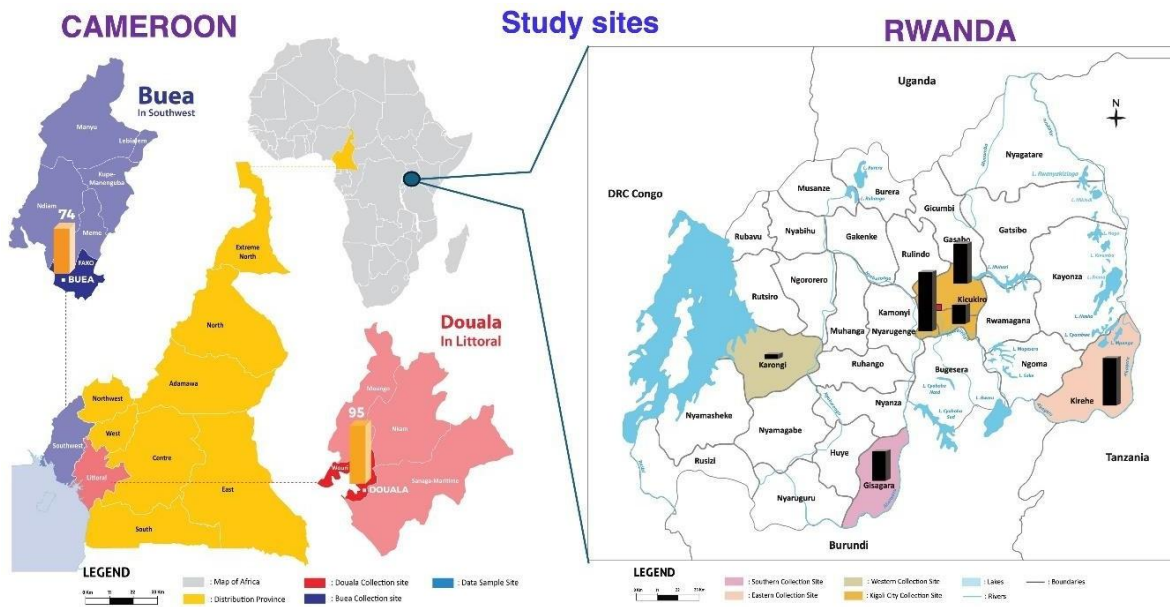 CAMEROON
Study sites
RWANDA
Buea
In Southwest
Manyu
Lebialem
Kupe-
Manenguba
Ndian
Meme
74
FAKO
BUEA
Extreme
North
North
Adamawa
Northwest
West
Southwest
Littoral
Centre
East
South
Douala
In Littoral
Moungo
Nkam
95
Wouri
DOUALA
Sanaga-Maritime
LEGEND
0 Km
: Map of Africa
: Distribution Province
: Douala Collection site
: Buea Collection site
: Data Sample Site
Uganda
N
DRC Congo
Nyagatare
Musanze
Burera
Gicumbi
Rubavu
Nyabihu
Gakenke
Rulindo
Gasabo
Gatsibo
Kayonza
Ngororero
Rutsiro
Kamonyi
Kicukiro
Rwamagana
Muhanga
Nyarugenge
Karongi
Ruhango
Bugesera
Ngoma
Kirehe
Nyamasheke
Nyanza
Nyamagabe
Huye
Rusizi
Gisagara
Nyaruguru
Tanzania
Burundi
LEGEND
0 Km
: Southern Collection Site
: Eastern Collection Site
: Western Collection Site
: Kigali City Collection Site
: Lakes
: Rivers
: Boundaries